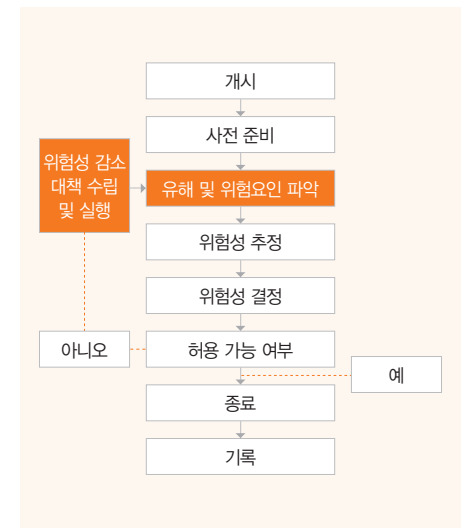 개시
사전 준비
위험성 감소
대책 수립
및 실행
유해 및 위험요인 파악
위험성 추정
위험성 결정
아니오
허용 가능 여부
예
종료
기록